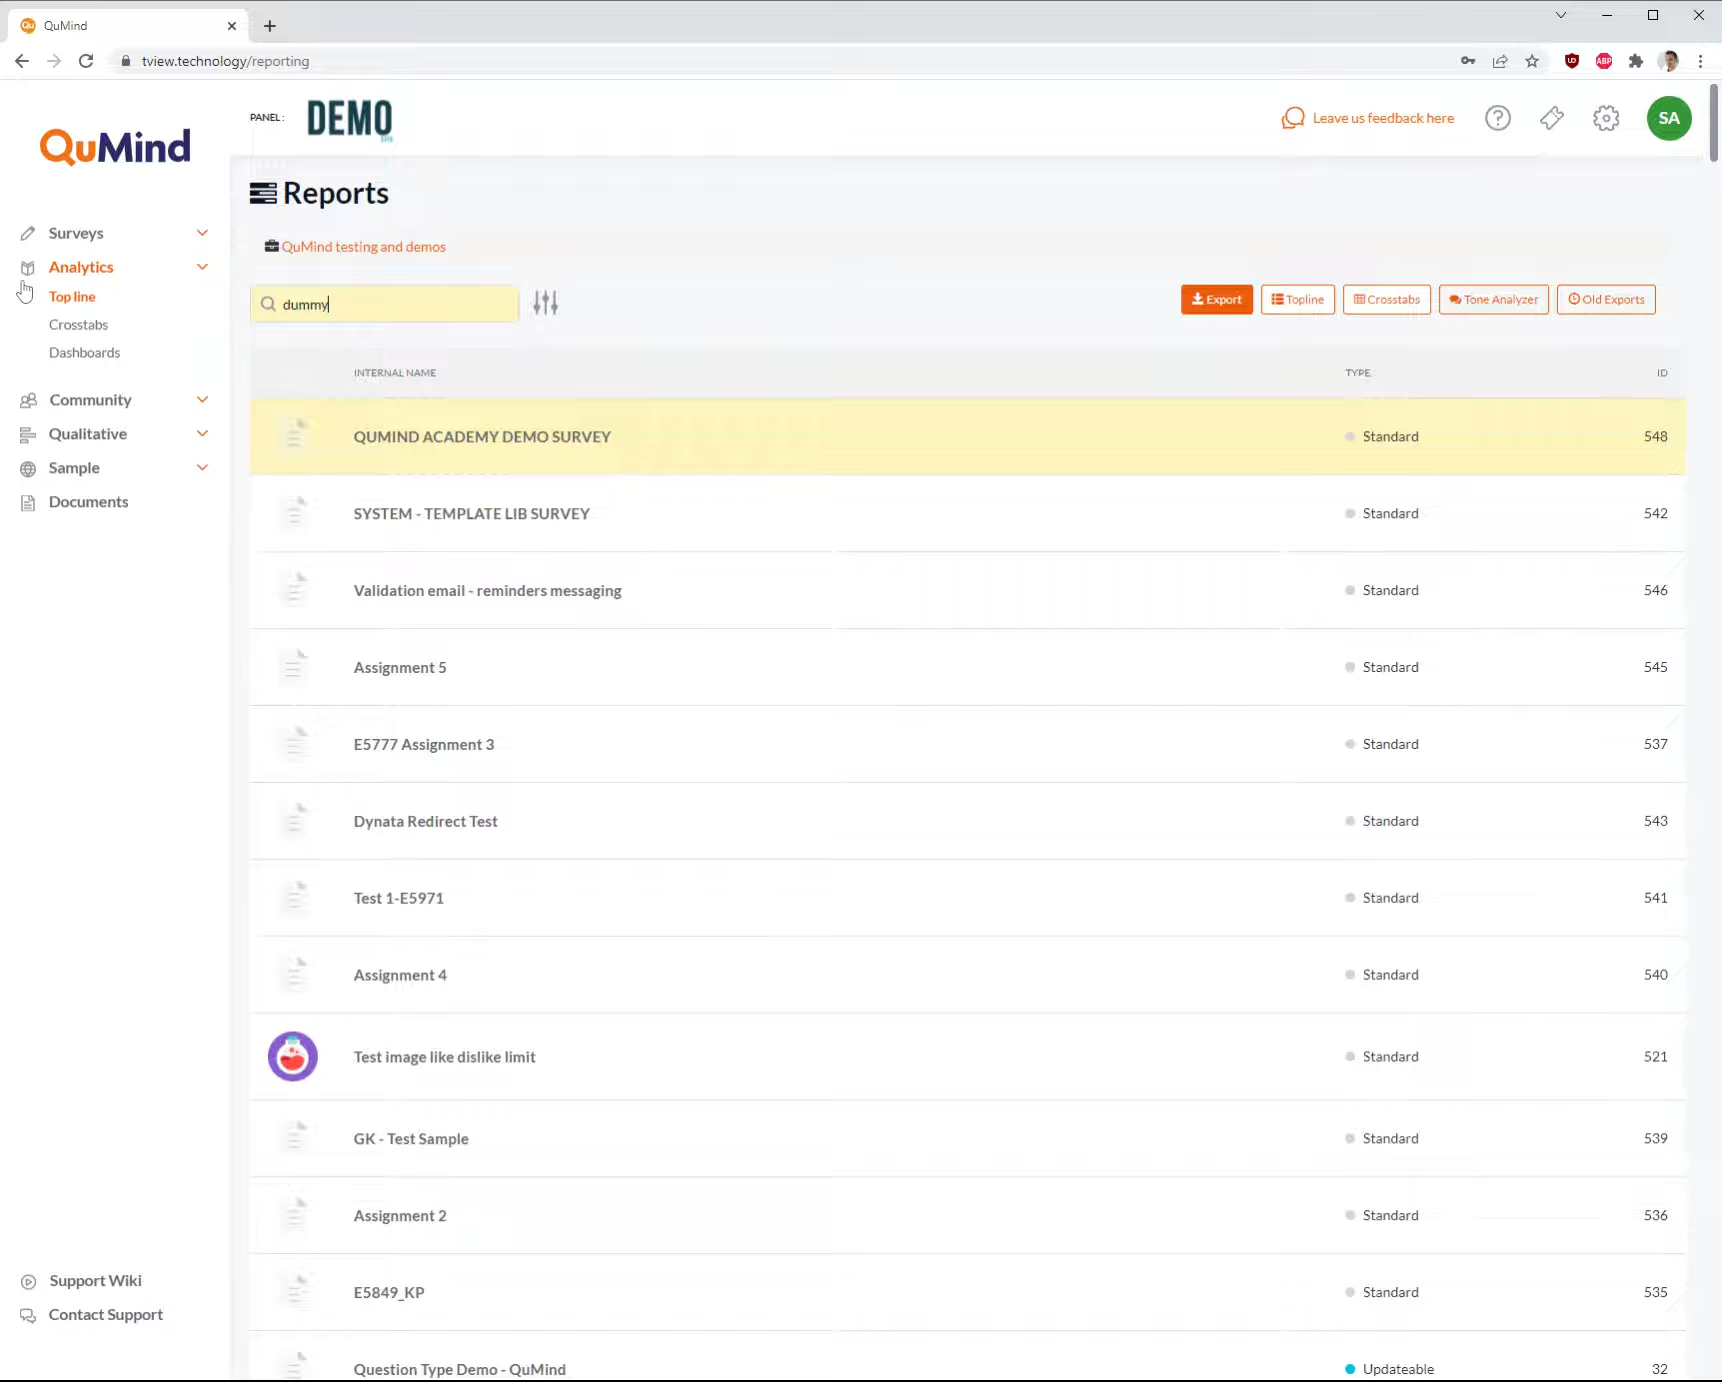 QuMind
tview.technology/reporting
ABP
QuMind
PANEL :
DEMO
Leave us feedback here
SA
Reports
Surveys
Analytics
Top line
Crosstabs
Dashboards
Community
Qualitative
Sample
Documents
QuMind testing and demos
dummy
Export
Topline
Crosstabs
Tone Analyzer
Old Exports
INTERNAL NAME TYPE ID
QUMIND ACADEMY DEMO SURVEY Standard 548
SYSTEM - TEMPLATE LIB SURVEY Standard 542
Validation email - reminders messaging Standard 546
Assignment 5 Standard 545
E5777 Assignment 3 Standard 537
Dynata Redirect Test Standard 543
Test 1-E5971 Standard 541
Assignment 4 Standard 540
Test image like dislike limit Standard 521
GK - Test Sample Standard 539
Assignment 2 Standard 536
E5849_KP Standard 535
Question Type Demo - QuMind Updateable 32
Support Wiki
Contact Support